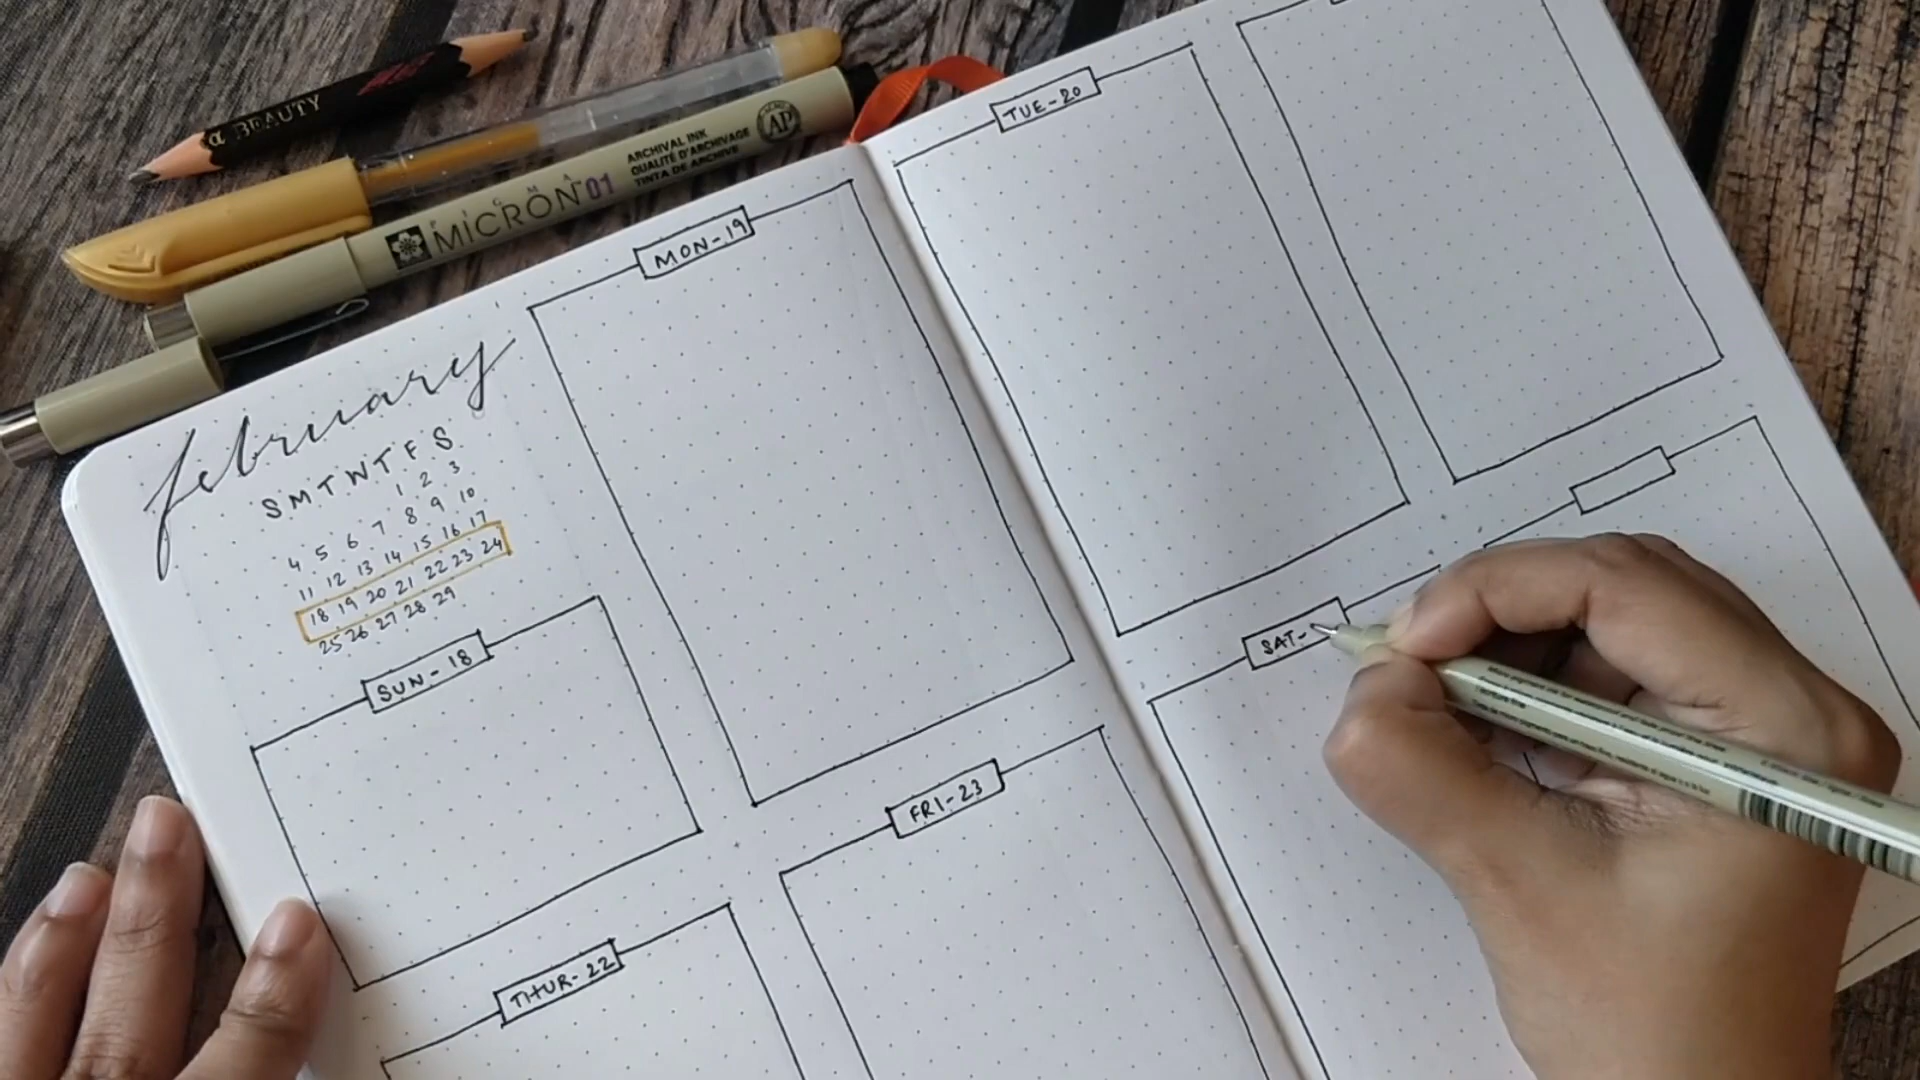 α BEAUTY
PIGMA
MICRON 01
ARCHIVAL INK
QUALITÉ D'ARCHIVAGE
TINTA DE ARCHIVE
AP
february
S M T W T F S
1 2 3
4 5 6 7 8 9 10
11 12 13 14 15 16 17
18 19 20 21 22 23 24
25 26 27 28 29
SUN-18
MON-19
TUE-20
THUR-22
FRI-23
SAT-